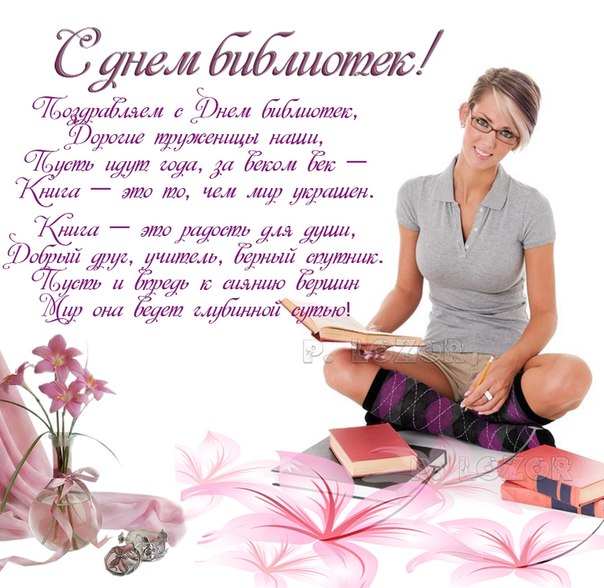 С днем библиотек!
Поздравляем с Днем библиотек,
Дорогие труженицы наши,
Пусть идут года, за веком век —
Книга — это то, чем мир украшен.
Книга — это радость для души,
Добрый друг, учитель, верный спутник.
Пусть и впредь к сиянию вершин
Мир она ведет глубинной сутью!
P. LOZOR
P. LOZOR